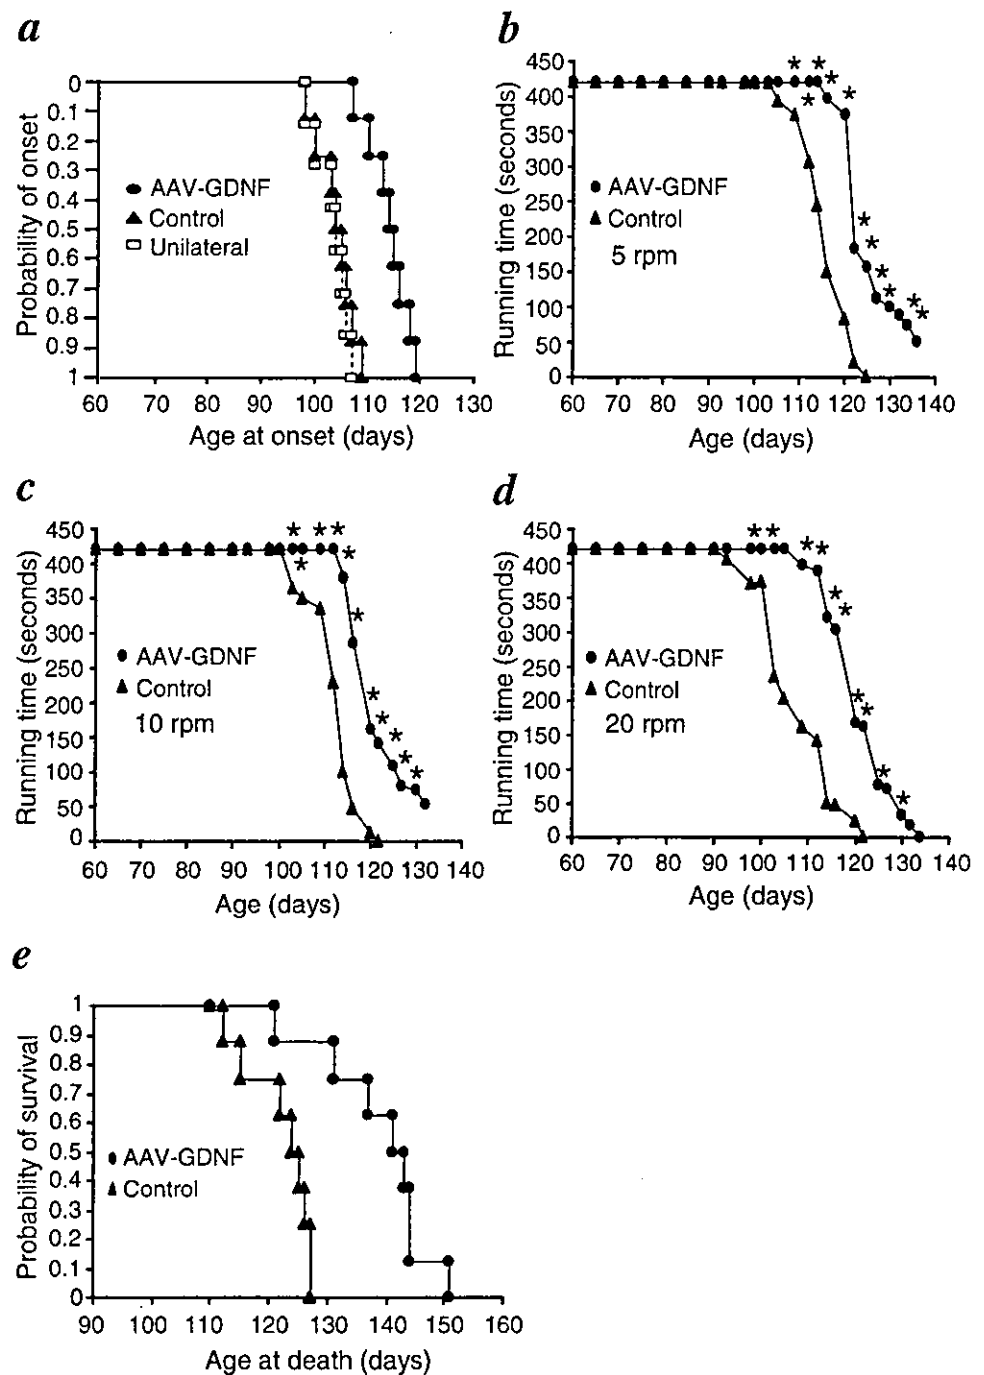 a
0
0.1
0.2
0.3
0.4
0.5
0.6
0.7
0.8
0.9
1
Probability of onset
AAV-GDNF
Control
Unilateral
60 70 80 90 100 110 120 130
Age at onset (days)
b
450
400
350
300
250
200
150
100
50
0
Running time (seconds)
* * * * * * * * * * *
AAV-GDNF
Control
5 rpm
60 70 80 90 100 110 120 130 140
Age (days)
c
450
400
350
300
250
200
150
100
50
0
Running time (seconds)
* * * * * * * * * * *
AAV-GDNF
Control
10 rpm
60 70 80 90 100 110 120 130 140
Age (days)
d
450
400
350
300
250
200
150
100
50
0
Running time (seconds)
* * * * * * * * * *
AAV-GDNF
Control
20 rpm
60 70 80 90 100 110 120 130 140
Age (days)
e
1
0.9
0.8
0.7
0.6
0.5
0.4
0.3
0.2
0.1
0
Probability of survival
AAV-GDNF
Control
90 100 110 120 130 140 150 160
Age at death (days)